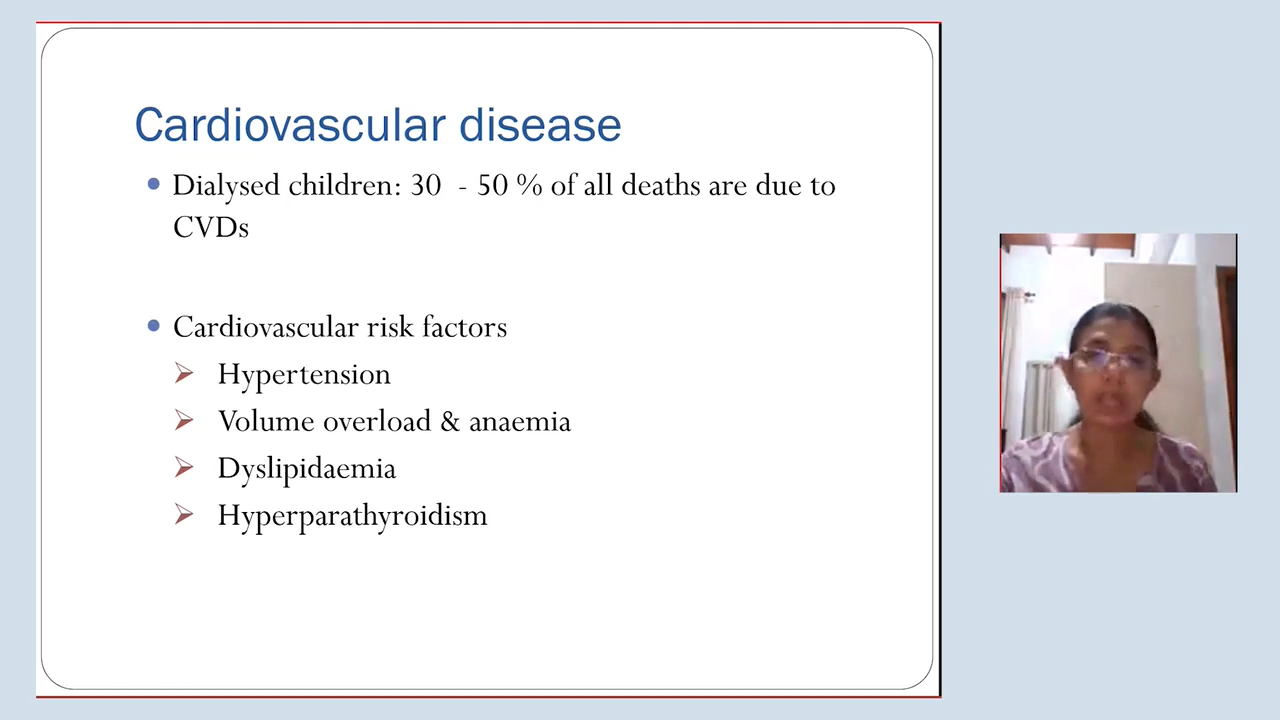 Cardiovascular disease
Dialysed children: 30 - 50 % of all deaths are due to
CVDs
Cardiovascular risk factors
Hypertension
Volume overload & anaemia
Dyslipidaemia
Hyperparathyroidism